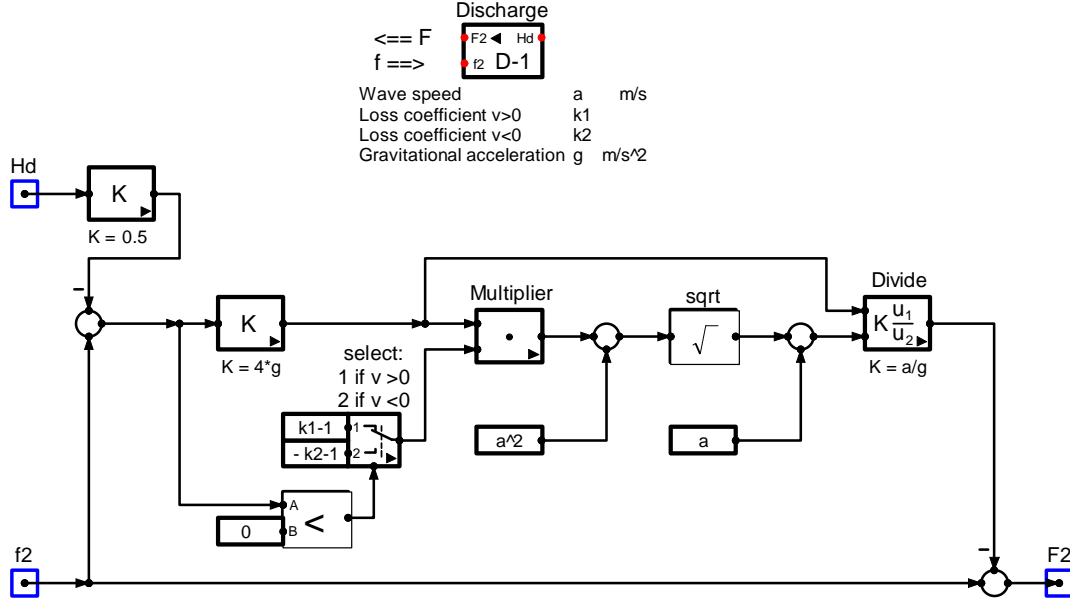 Discharge
<== F
F2 Hd
f ==>
f2 D-1
Wave speed a m/s
Loss coefficient v>0 k1
Loss coefficient v<0 k2
Gravitational acceleration g m/s^2
Hd
K
K = 0.5
–
K
K = 4*g
Multiplier
sqrt
√
Divide
K u1
u2
K = a/g
select:
1 if v >0
2 if v <0
k1-1 1
- k2-1 2
a^2
a
A
<
0 B
–
f2
F2